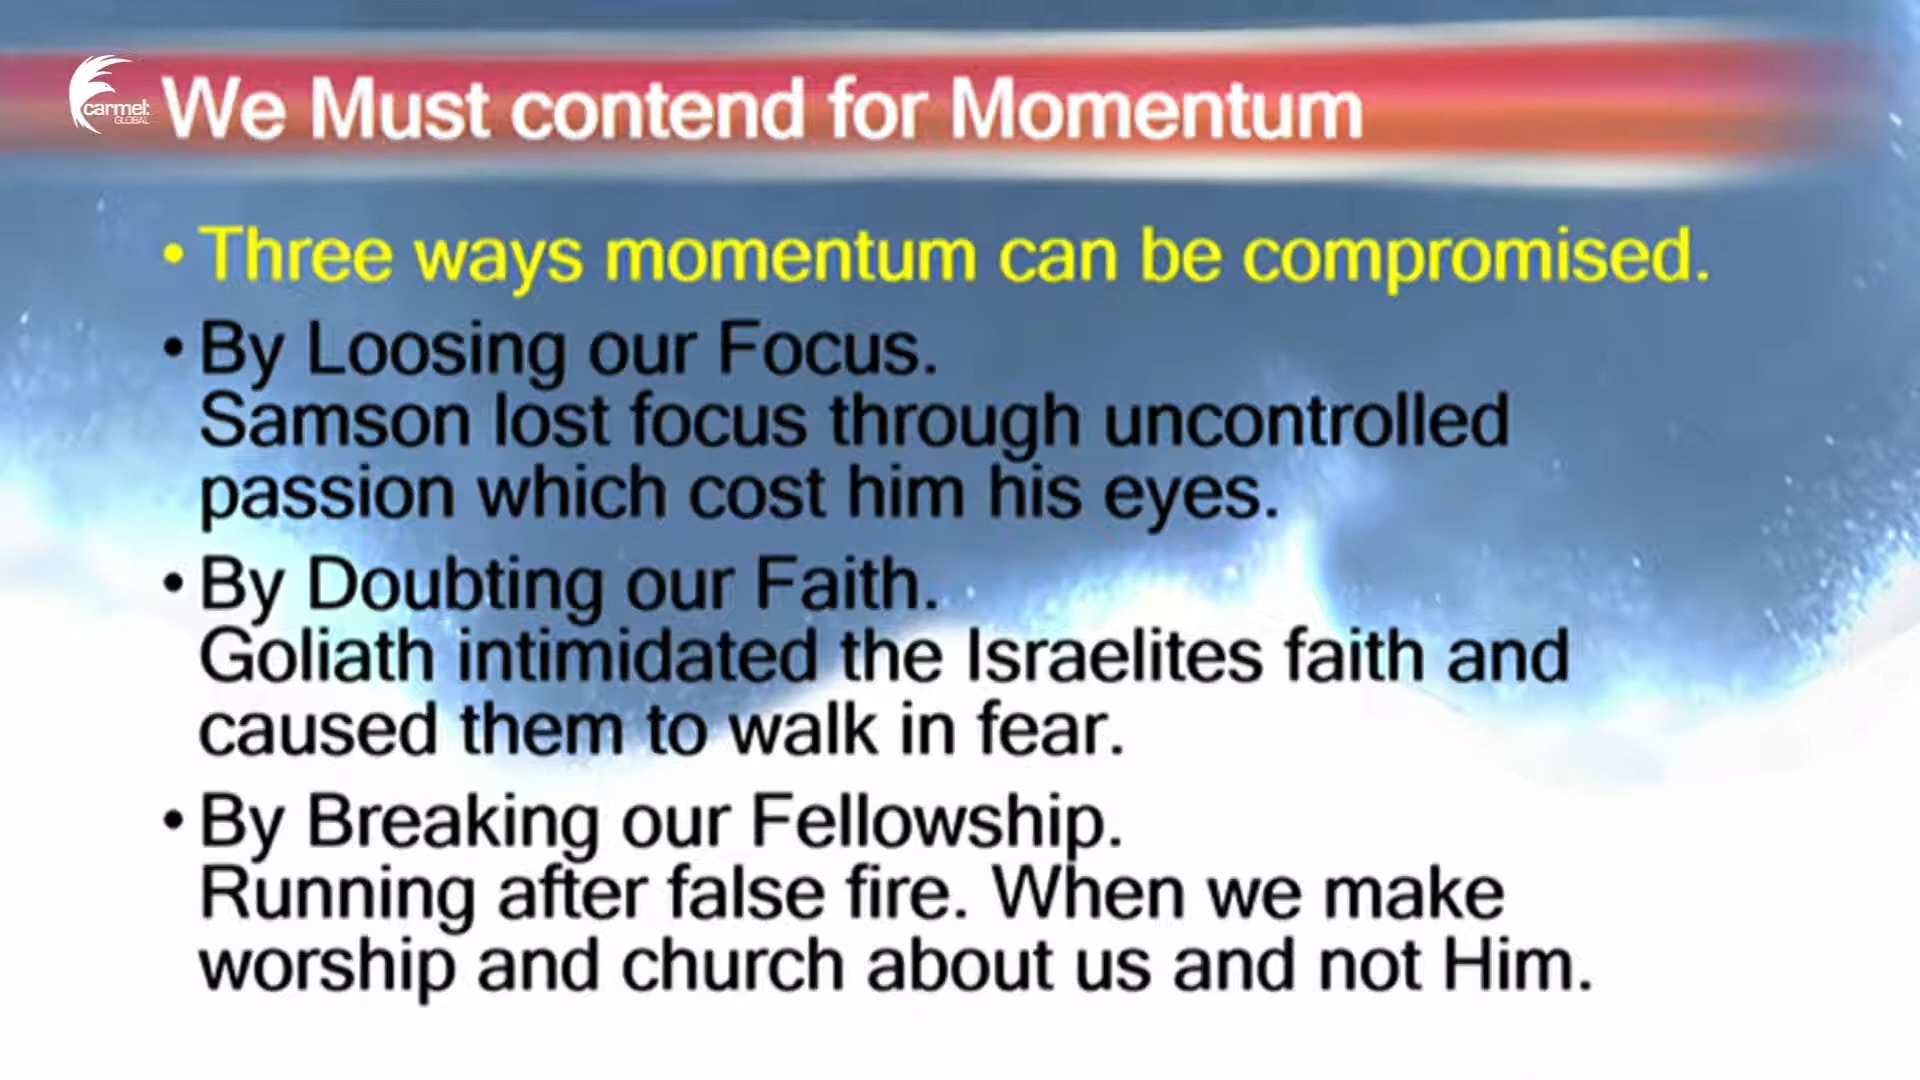 carmel:
GLOBAL
We Must contend for Momentum
• Three ways momentum can be compromised.
• By Loosing our Focus.
Samson lost focus through uncontrolled
passion which cost him his eyes.
• By Doubting our Faith.
Goliath intimidated the Israelites faith and
caused them to walk in fear.
• By Breaking our Fellowship.
Running after false fire. When we make
worship and church about us and not Him.